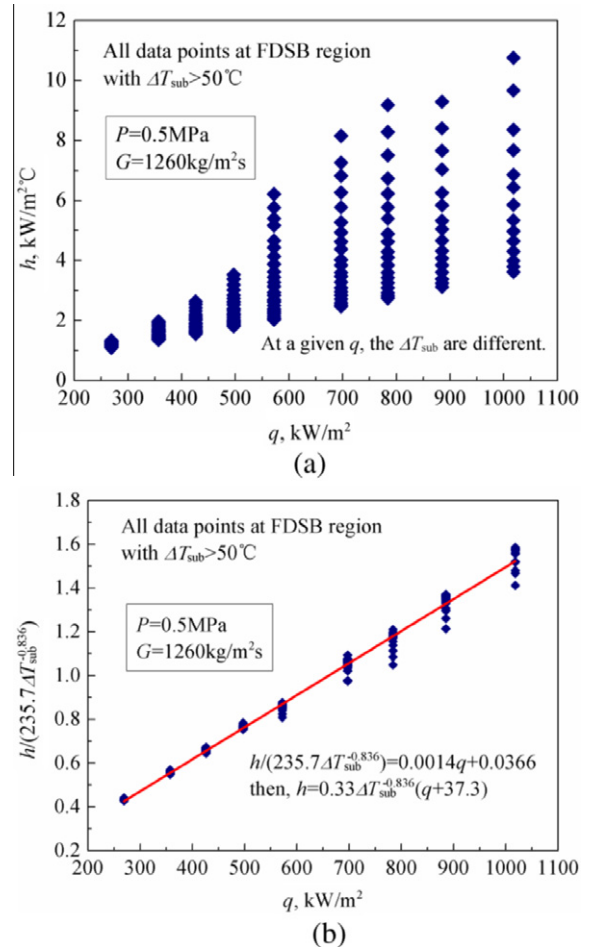 12
10
8
6
4
2
0
h, kW/m²℃
All data points at FDSB region
with ΔTsub>50℃
P=0.5MPa
G=1260kg/m²s
At a given q, the ΔTsub are different.
200 300 400 500 600 700 800 900 1000 1100
q, kW/m²
(a)
1.8
1.6
1.4
1.2
1.0
0.8
0.6
0.4
0.2
h/(235.7ΔTsub^-0.836)
All data points at FDSB region
with ΔTsub>50℃
P=0.5MPa
G=1260kg/m²s
h/(235.7ΔTsub^-0.836)=0.0014q+0.0366
then, h=0.33ΔTsub^-0.836(q+37.3)
200 300 400 500 600 700 800 900 1000 1100
q, kW/m²
(b)